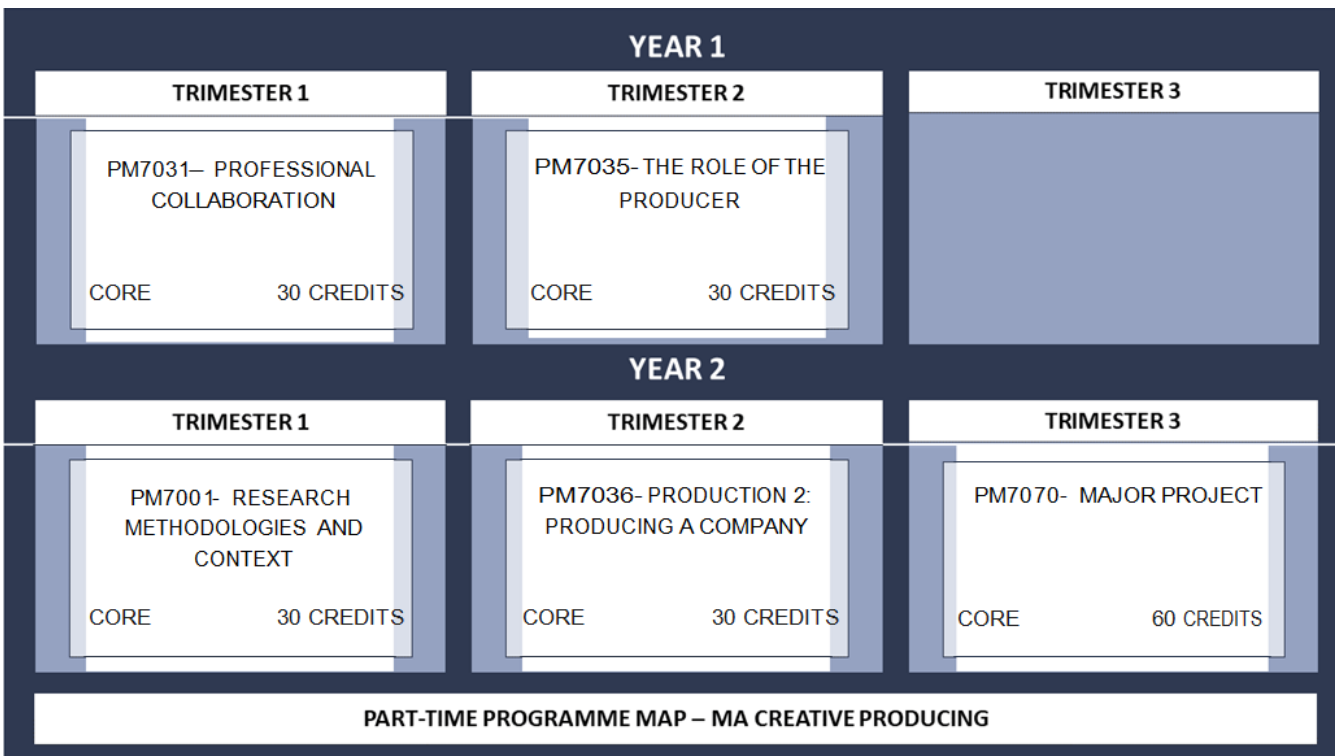 YEAR 1
TRIMESTER 1
TRIMESTER 2
TRIMESTER 3
PM7031– PROFESSIONAL
COLLABORATION
CORE 30 CREDITS
PM7035- THE ROLE OF THE
PRODUCER
CORE 30 CREDITS
YEAR 2
TRIMESTER 1
TRIMESTER 2
TRIMESTER 3
PM7001- RESEARCH
METHODOLOGIES AND
CONTEXT
CORE 30 CREDITS
PM7036- PRODUCTION 2:
PRODUCING A COMPANY
CORE 30 CREDITS
PM7070- MAJOR PROJECT
CORE 60 CREDITS
PART-TIME PROGRAMME MAP – MA CREATIVE PRODUCING